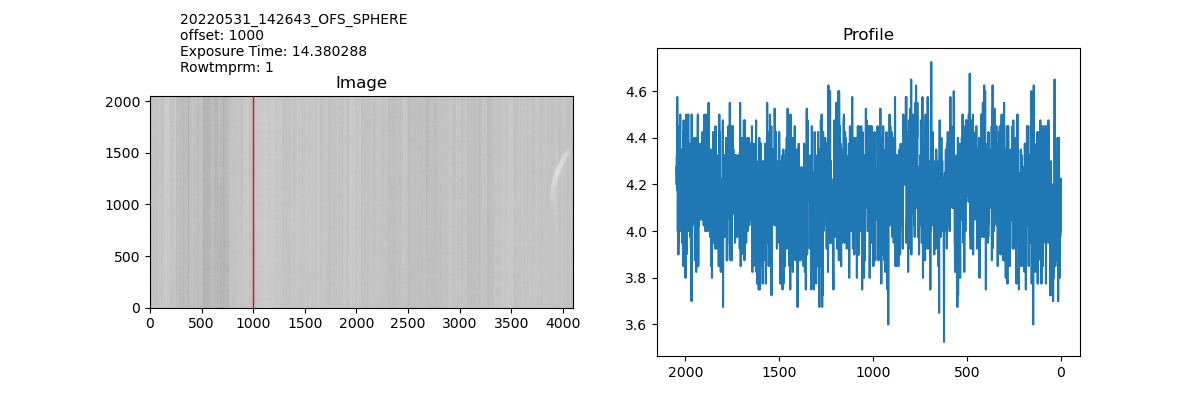 20220531_142643_OFS_SPHERE
offset: 1000
Exposure Time: 14.380288
Rowtmprm: 1
Image
2000
1500
1000
500
0
0 500 1000 1500 2000 2500 3000 3500 4000
Profile
4.6
4.4
4.2
4.0
3.8
3.6
2000 1500 1000 500 0